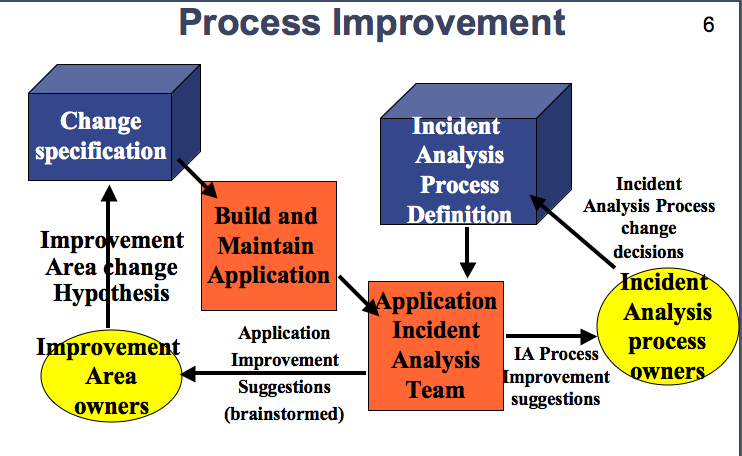 Process Improvement
6
Change
specification
Incident
Analysis
Process
Definition
Build and
Maintain
Application
Incident
Analysis Process
change
decisions
Improvement
Area change
Hypothesis
Application
Incident
Analysis
Team
Incident
Analysis
process
owners
Improvement
Area
owners
Application
Improvement
Suggestions
(brainstormed)
IA Process
Improvement
suggestions